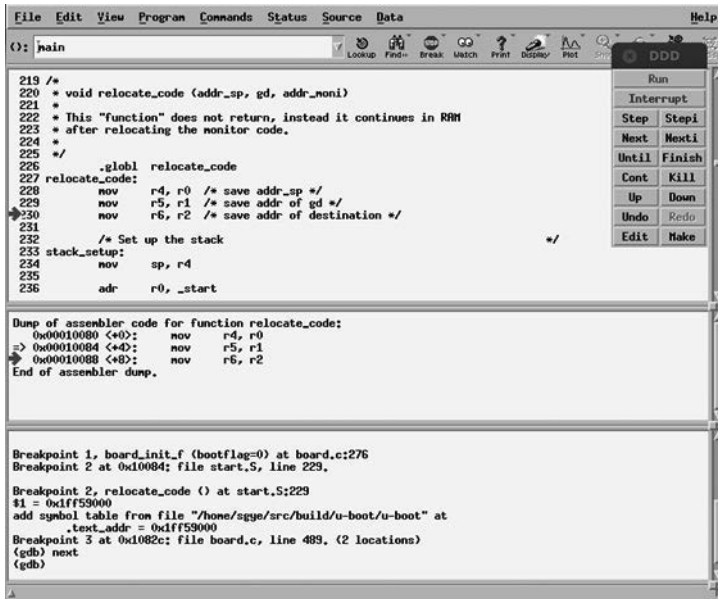 File Edit View Program Commands Status Source Data Help
(): main
Lookup Find» Break Watch Print Display Plot
DDD
Run
Interrupt
Step Stepi
Next Nexti
Until Finish
Cont Kill
Up Down
Undo Redo
Edit Make
219 /*
220 * void relocate_code (addr_sp, gd, addr_moni)
221 *
222 * This "function" does not return, instead it continues in RAM
223 * after relocating the monitor code.
224 *
225 */
226 .globl relocate_code
227 relocate_code:
228 mov r4, r0 /* save addr_sp */
229 mov r5, r1 /* save addr of gd */
230 mov r6, r2 /* save addr of destination */
231
232 /* Set up the stack */
233 stack_setup:
234 mov sp, r4
235
236 adr r0, _start
Dump of assembler code for function relocate_code:
0x00010080 <+0>: mov r4, r0
=> 0x00010084 <+4>: mov r5, r1
0x00010088 <+8>: mov r6, r2
End of assembler dump.
Breakpoint 1, board_init_f (bootflag=0) at board.c:276
Breakpoint 2 at 0x10084: file start.S, line 229.
Breakpoint 2, relocate_code () at start.S:229
$1 = 0x1ff59000
add symbol table from file "/home/sgye/src/build/u-boot/u-boot" at
.text_addr = 0x1ff59000
Breakpoint 3 at 0x1082c: file board.c, line 489. (2 locations)
(gdb) next
(gdb)